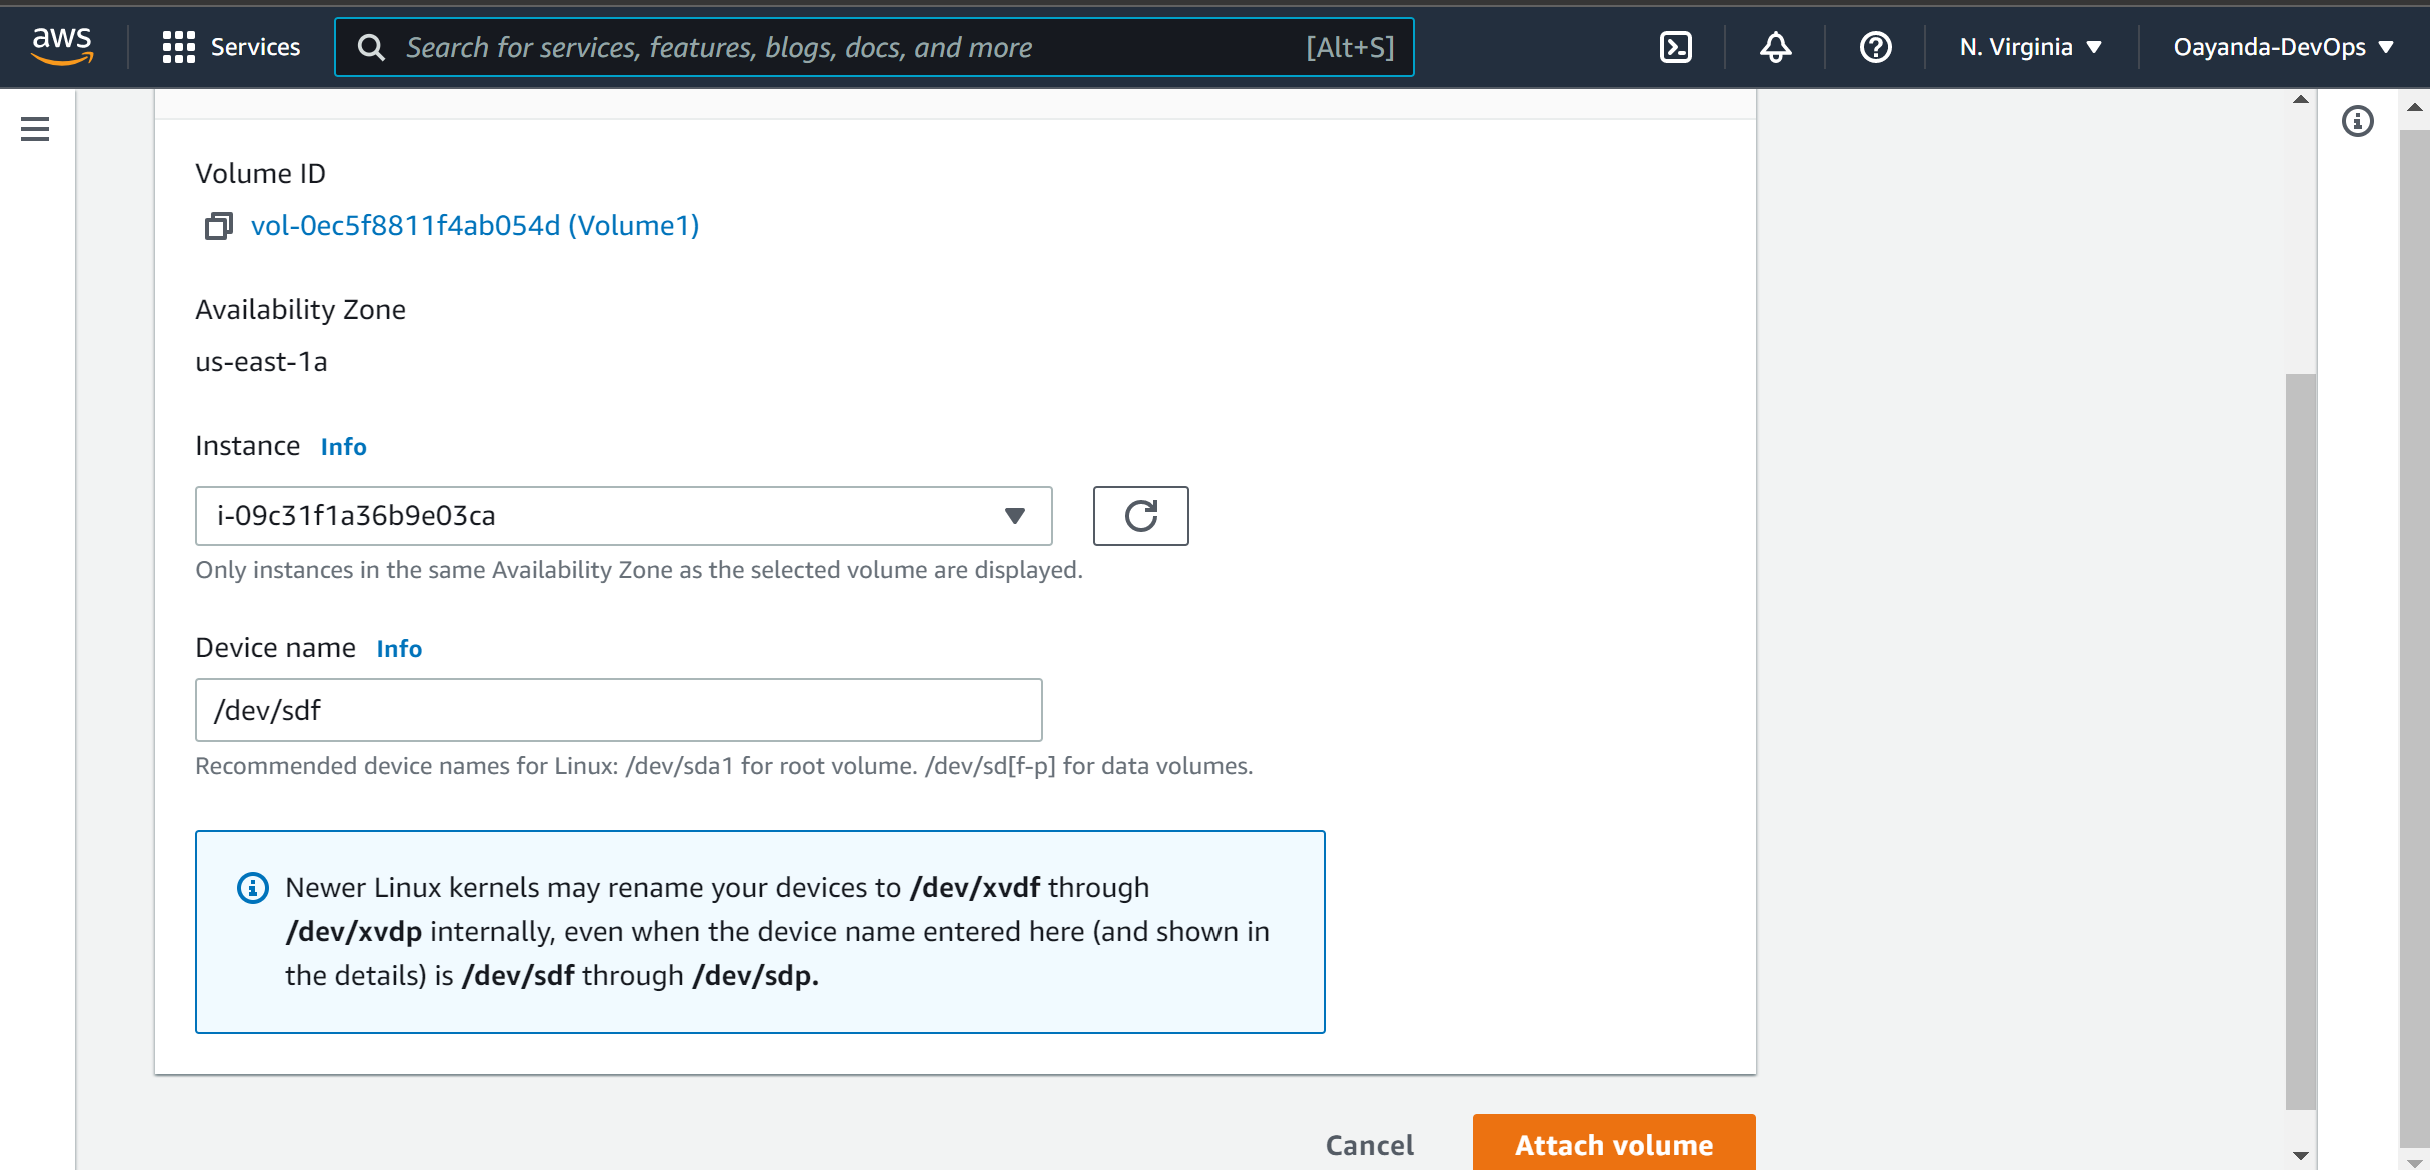 aws
Services
Search for services, features, blogs, docs, and more
[Alt+S]
N. Virginia
Oayanda-DevOps
Volume ID
vol-0ec5f8811f4ab054d (Volume1)
Availability Zone
us-east-1a
Instance Info
i-09c31f1a36b9e03ca
Only instances in the same Availability Zone as the selected volume are displayed.
Device name Info
/dev/sdf
Recommended device names for Linux: /dev/sda1 for root volume. /dev/sd[f-p] for data volumes.
Newer Linux kernels may rename your devices to /dev/xvdf through
/dev/xvdp internally, even when the device name entered here (and shown in
the details) is /dev/sdf through /dev/sdp.
Cancel
Attach volume